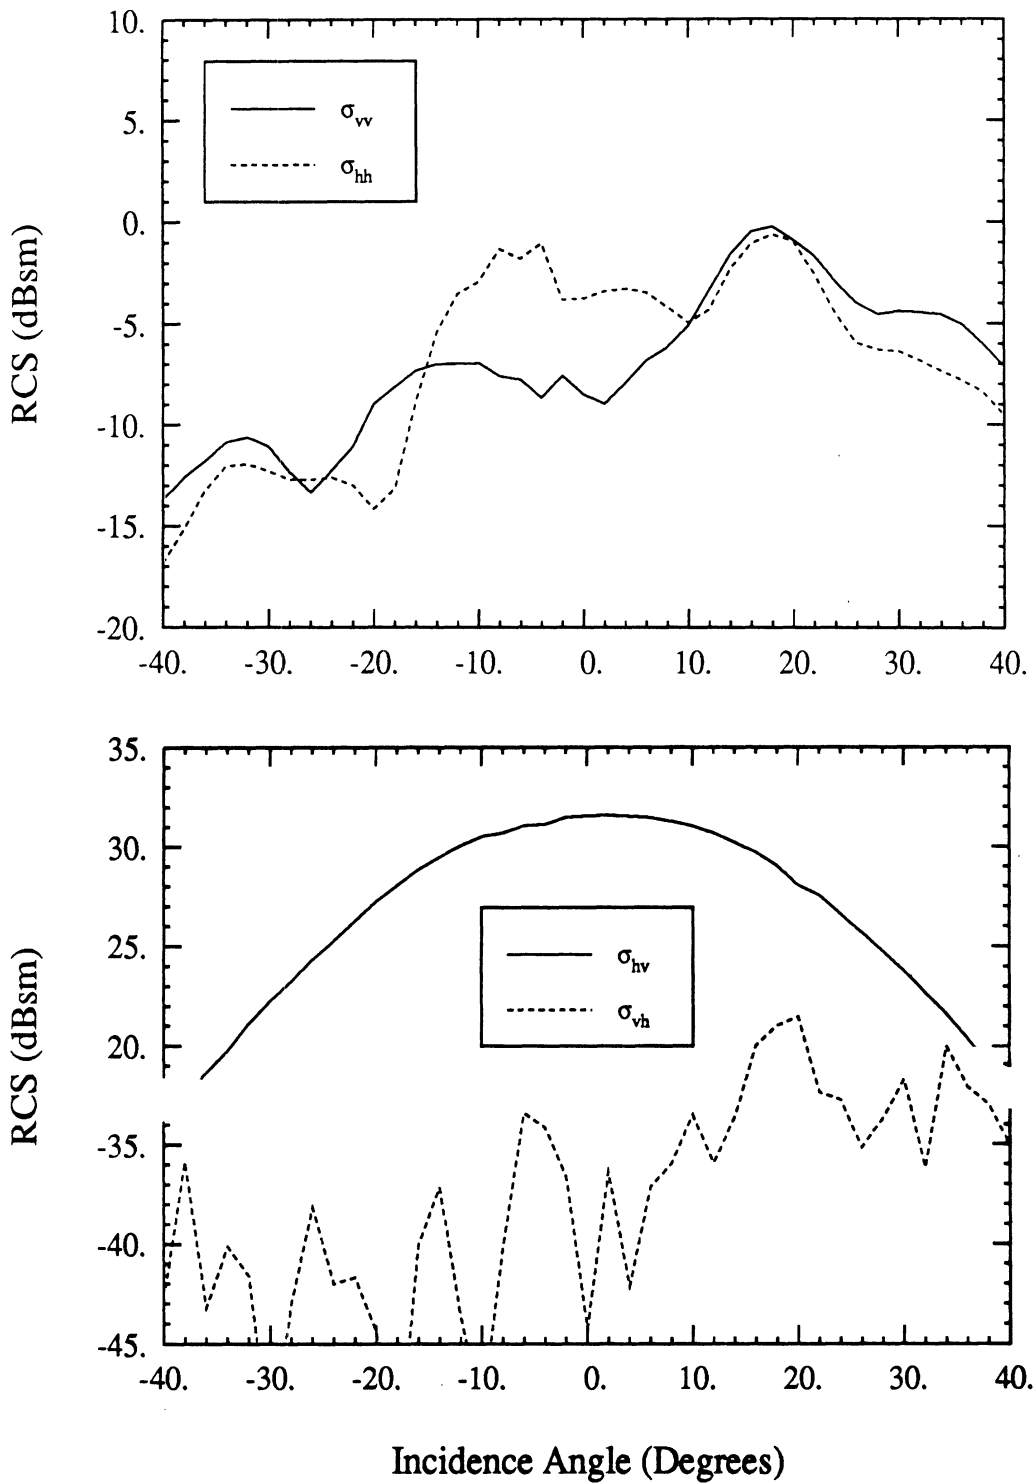 10.
5.
0.
-5.
-10.
-15.
-20.
RCS (dBsm)
σvv
σhh
-40. -30. -20. -10. 0. 10. 20. 30. 40.
35.
30.
25.
20.
-35.
-40.
-45.
RCS (dBsm)
σhv
σvh
-40. -30. -20. -10. 0. 10. 20. 30. 40.
Incidence Angle (Degrees)